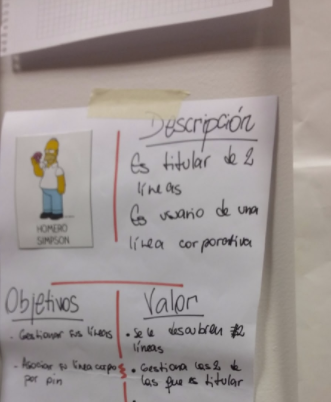 Descripción
Es titular de 2
líneas
Es usuario de una
línea corporativa
HOMERO
SIMPSON
Objetivos
- Gestionar sus líneas
- Asociar su línea corpo
por pin
Valor
• Se le descubren 2
líneas
• Gestiona las 2 de
las que es titular